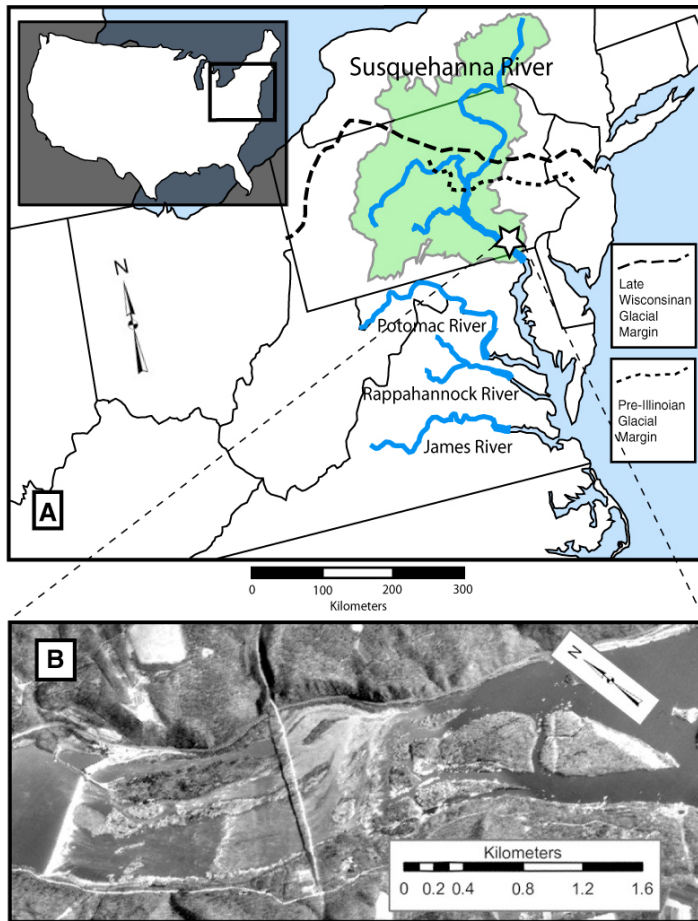 Susquehanna River
N
Late
Wisconsinan
Glacial
Margin
Potomac River
Pre-Illinoian
Glacial
Margin
Rappahannock River
James River
A
0 100 200 300
Kilometers
B
N
Kilometers
0 0.2 0.4 0.8 1.2 1.6